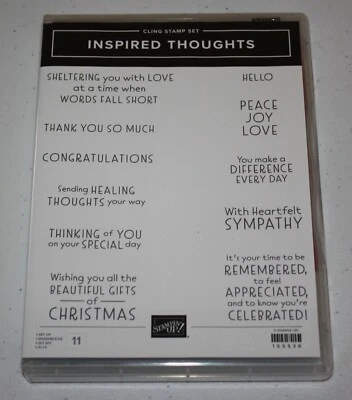 CLING STAMP SET
INSPIRED THOUGHTS
SHELTERING you with LOVE
at a time when
WORDS FALL SHORT
THANK YOU SO MUCH
CONGRATULATIONS
Sending HEALING
THOUGHTS your way
THINKING of YOU
on your SPECIAL day
Wishing you all the
BEAUTIFUL GIFTS
of
CHRISTMAS
HELLO
PEACE
JOY
LOVE
You make a
DIFFERENCE
EVERY DAY
With Heartfelt
SYMPATHY
It's your time to be
REMEMBERED,
to feel
APPRECIATED,
and to know you're
CELEBRATED!
11
STAMPIN' UP!